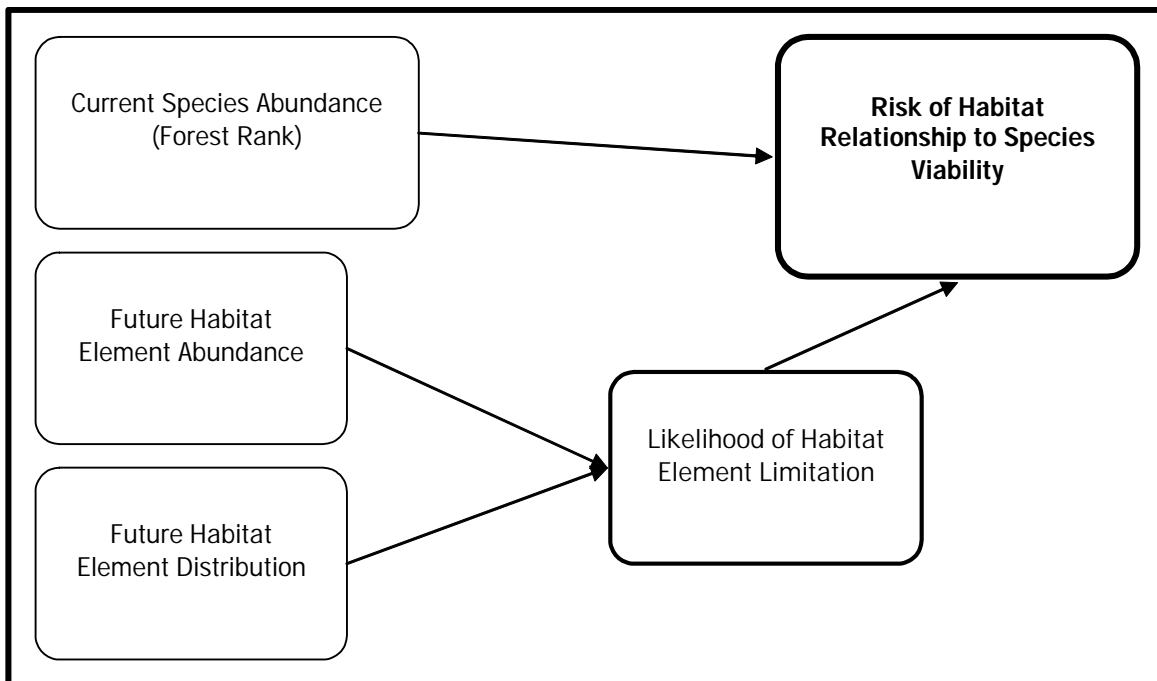 Current Species Abundance
(Forest Rank)
Risk of Habitat
Relationship to Species
Viability
Future Habitat
Element Abundance
Likelihood of Habitat
Element Limitation
Future Habitat
Element Distribution